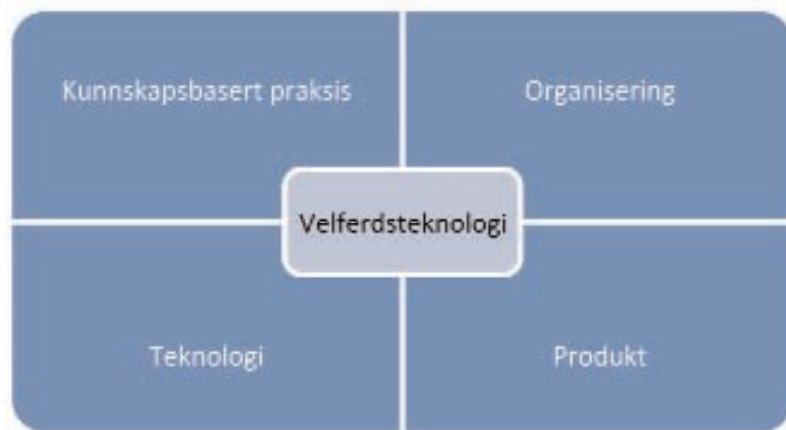 Kunnskapsbasert praksis
Organisering
Velferdsteknologi
Teknologi
Produkt